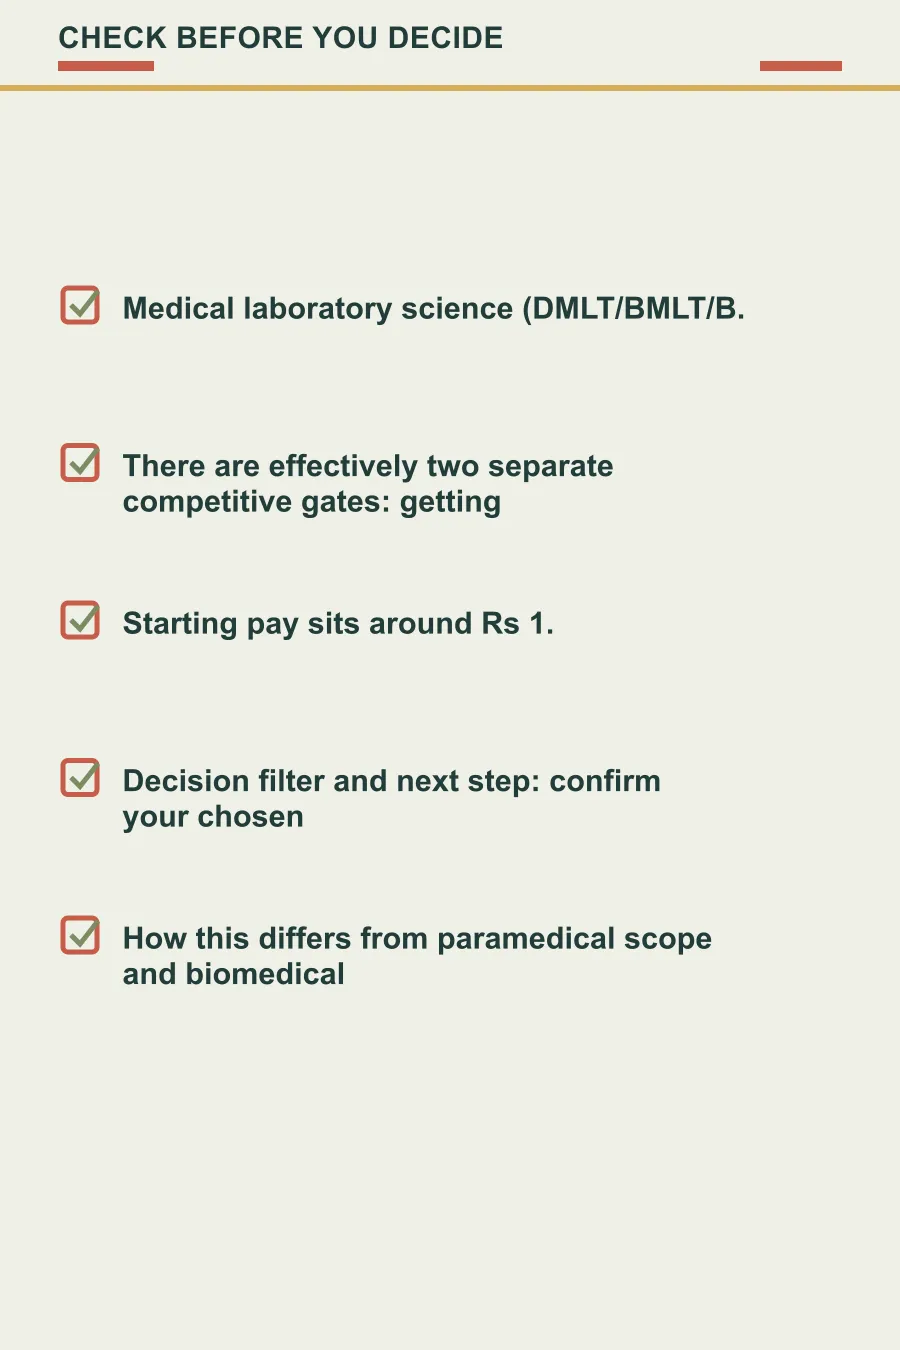 CHECK BEFORE YOU DECIDE
Medical laboratory science (DMLT/BMLT/B.
There are effectively two separate
competitive gates: getting
Starting pay sits around Rs 1.
Decision filter and next step: confirm
your chosen
How this differs from paramedical scope
and biomedical